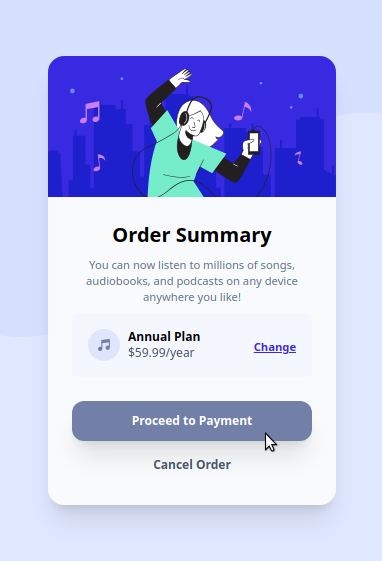 Order Summary
You can now listen to millions of songs,
audiobooks, and podcasts on any device
anywhere you like!
Annual Plan
$59.99/year
Change
Proceed to Payment
Cancel Order